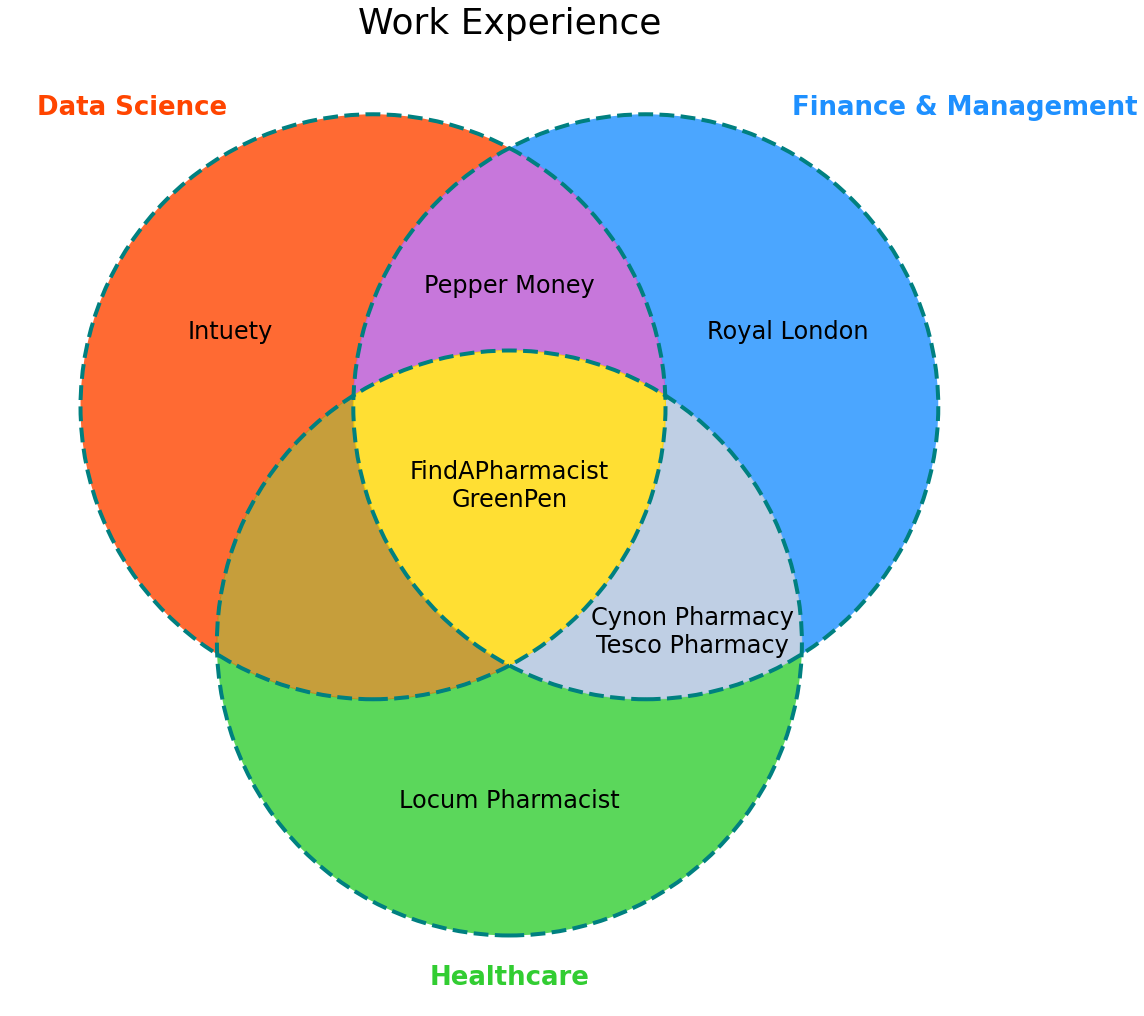 Work Experience
Data Science
Finance & Management
Pepper Money
Intuety
Royal London
FindAPharmacist
GreenPen
Cynon Pharmacy
Tesco Pharmacy
Locum Pharmacist
Healthcare